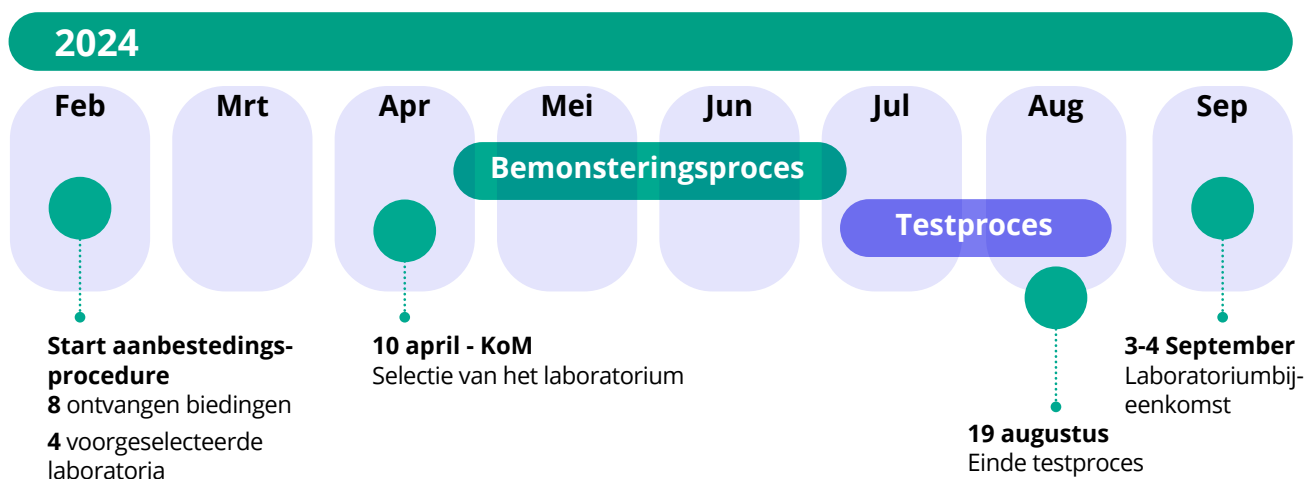 2024
Feb
Mrt
Apr
Mei
Jun
Jul
Aug
Sep
Bemonsteringsproces
Testproces
Start aanbestedings-
procedure
8 ontvangen biedingen
4 voorgeselecteerde
laboratoria
10 april - KoM
Selectie van het laboratorium
19 augustus
Einde testproces
3-4 September
Laboratoriumbij-
eenkomst